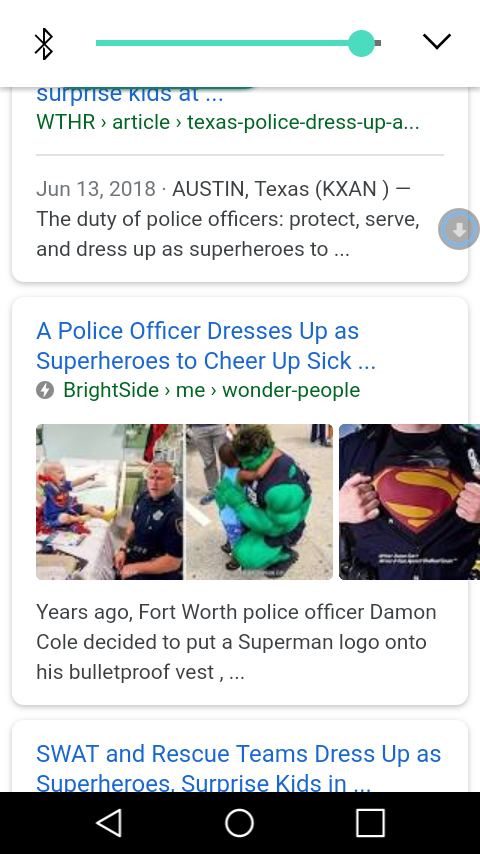 surprise kids at ...
WTHR › article › texas-police-dress-up-a...
Jun 13, 2018 · AUSTIN, Texas (KXAN ) —
The duty of police officers: protect, serve,
and dress up as superheroes to ...
A Police Officer Dresses Up as
Superheroes to Cheer Up Sick ...
BrightSide › me › wonder-people
Years ago, Fort Worth police officer Damon
Cole decided to put a Superman logo onto
his bulletproof vest , ...
SWAT and Rescue Teams Dress Up as
Superheroes, Surprise Kids in ...